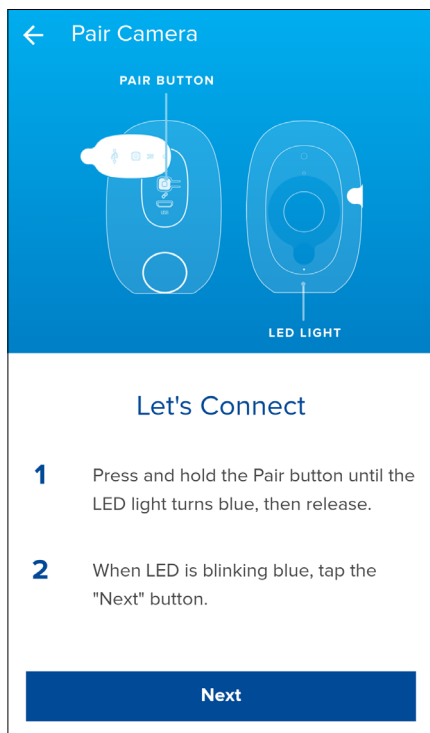 Pair Camera
PAIR BUTTON
LED LIGHT
Let's Connect
1
Press and hold the Pair button until the
LED light turns blue, then release.
2
When LED is blinking blue, tap the
"Next" button.
Next